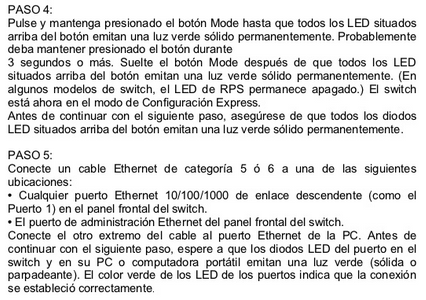 PASO 4:
Pulse y mantenga presionado el botón Mode hasta que todos los LED situados
arriba del botón emitan una luz verde sólido permanentemente. Probablemente
deba mantener presionado el botón durante
3 segundos o más. Suelte el botón Mode después de que todos los LED
situados arriba del botón emitan una luz verde sólido permanentemente. (En
algunos modelos de switch, el LED de RPS permanece apagado.) El switch
está ahora en el modo de Configuración Express.
Antes de continuar con el siguiente paso, asegúrese de que todos los diodos
LED situados arriba del botón emitan una luz verde sólido permanentemente.
PASO 5:
Conecte un cable Ethernet de categoría 5 ó 6 a una de las siguientes
ubicaciones:
• Cualquier puerto Ethernet 10/100/1000 de enlace descendente (como el
Puerto 1) en el panel frontal del switch.
• El puerto de administración Ethernet del panel frontal del switch.
Conecte el otro extremo del cable al puerto Ethernet de la PC. Antes de
continuar con el siguiente paso, espere a que los diodos LED del puerto en el
switch y en su PC o computadora portátil emitan una luz verde (sólida o
parpadeante). El color verde de los LED de los puertos indica que la conexión
se estableció correctamente.